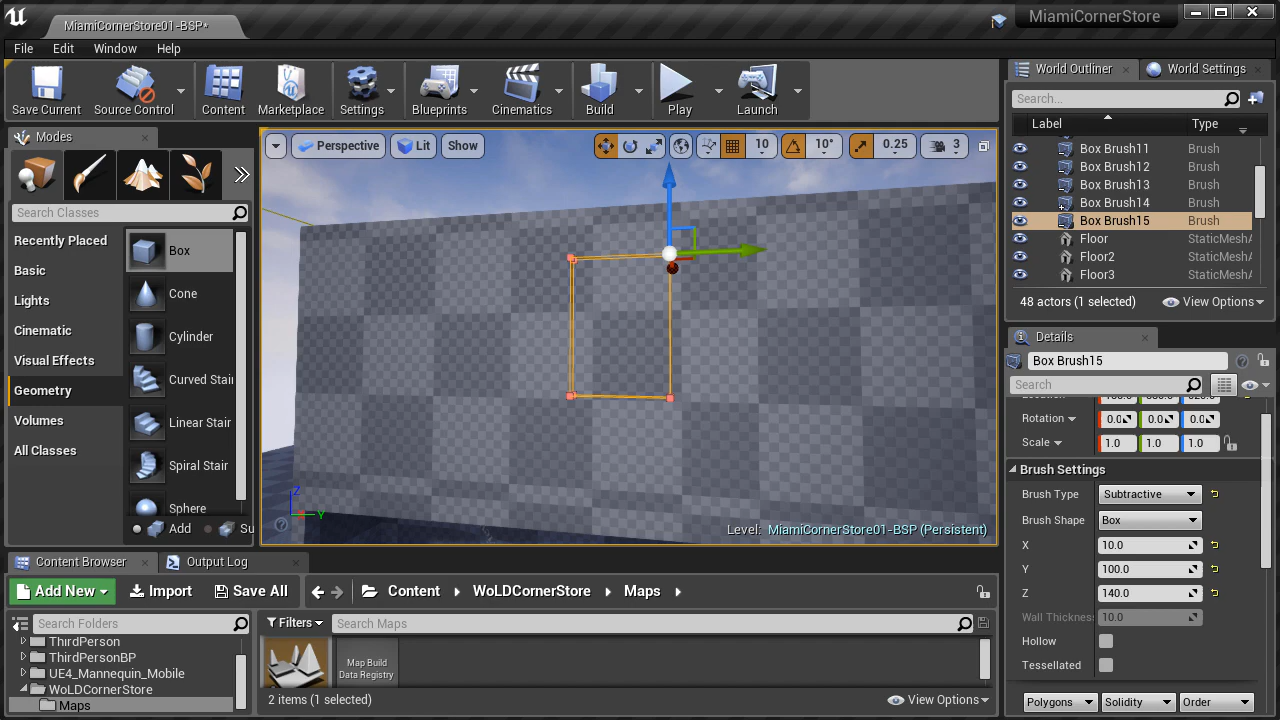 MiamiCornerStore01-BSP*
MiamiCornerStore
File Edit Window Help
Save Current
Source Control
Content
Marketplace
Settings
Blueprints
Cinematics
Build
Play
Launch
Modes
Search Classes
Recently Placed
Basic
Lights
Cinematic
Visual Effects
Geometry
Volumes
All Classes
Box
Cone
Cylinder
Curved Stair
Linear Stair
Spiral Stair
Sphere
Add
Su
Perspective
Lit
Show
10
10°
0.25
3
Z
Y
Level: MiamiCornerStore01-BSP (Persistent)
World Outliner
World Settings
Search...
Label Type
Box Brush11 Brush
Box Brush12 Brush
Box Brush13 Brush
Box Brush14 Brush
Box Brush15 Brush
Floor StaticMeshA
Floor2 StaticMeshA
Floor3 StaticMeshA
48 actors (1 selected)
View Options
Details
Box Brush15
Search
Rotation 0.0 0.0 0.0
Scale 1.0 1.0 1.0
Brush Settings
Brush Type Subtractive
Brush Shape Box
X 10.0
Y 100.0
Z 140.0
Wall Thickness 10.0
Hollow
Tessellated
Polygons Solidity Order
Content Browser
Output Log
Add New
Import
Save All
Content
WoLDCornerStore
Maps
Search Folders
ThirdPerson
ThirdPersonBP
UE4_Mannequin_Mobile
WoLDCornerStore
Maps
Filters
Search Maps
Map Build
Data Registry
2 items (1 selected)
View Options